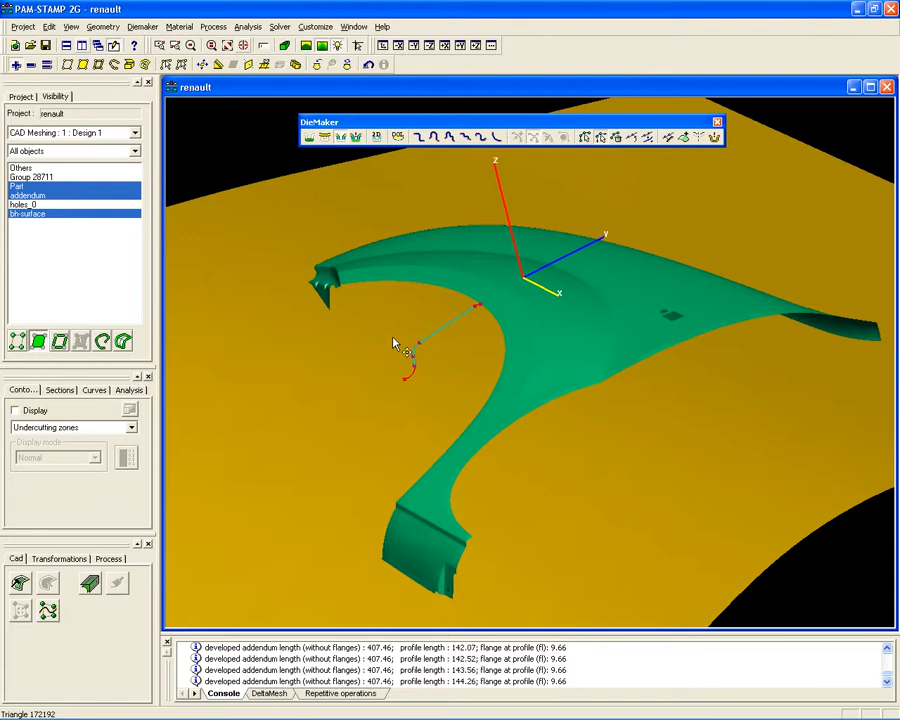 PAM-STAMP 2G - renault
Project Edit View Geometry Diemaker Material Process Analysis Solver Customize Window Help
Project Visibility
Project : renault
CAD Meshing : 1 : Design 1
All objects
Others
Group 28711
Part
addendum
holes_0
bh-surface
Conto... Sections Curves Analysis
Display
Undercutting zones
Display mode
Normal
Cad Transformations Process
renault
DieMaker
z
y
x
developed addendum length (without flanges) : 407.46; profile length : 142.07; flange at profile (fl): 9.66
developed addendum length (without flanges) : 407.46; profile length : 142.52; flange at profile (fl): 9.66
developed addendum length (without flanges) : 407.46; profile length : 143.56; flange at profile (fl): 9.66
developed addendum length (without flanges) : 407.46; profile length : 144.26; flange at profile (fl): 9.66
Console DeltaMesh Repetitive operations
Triangle 172192